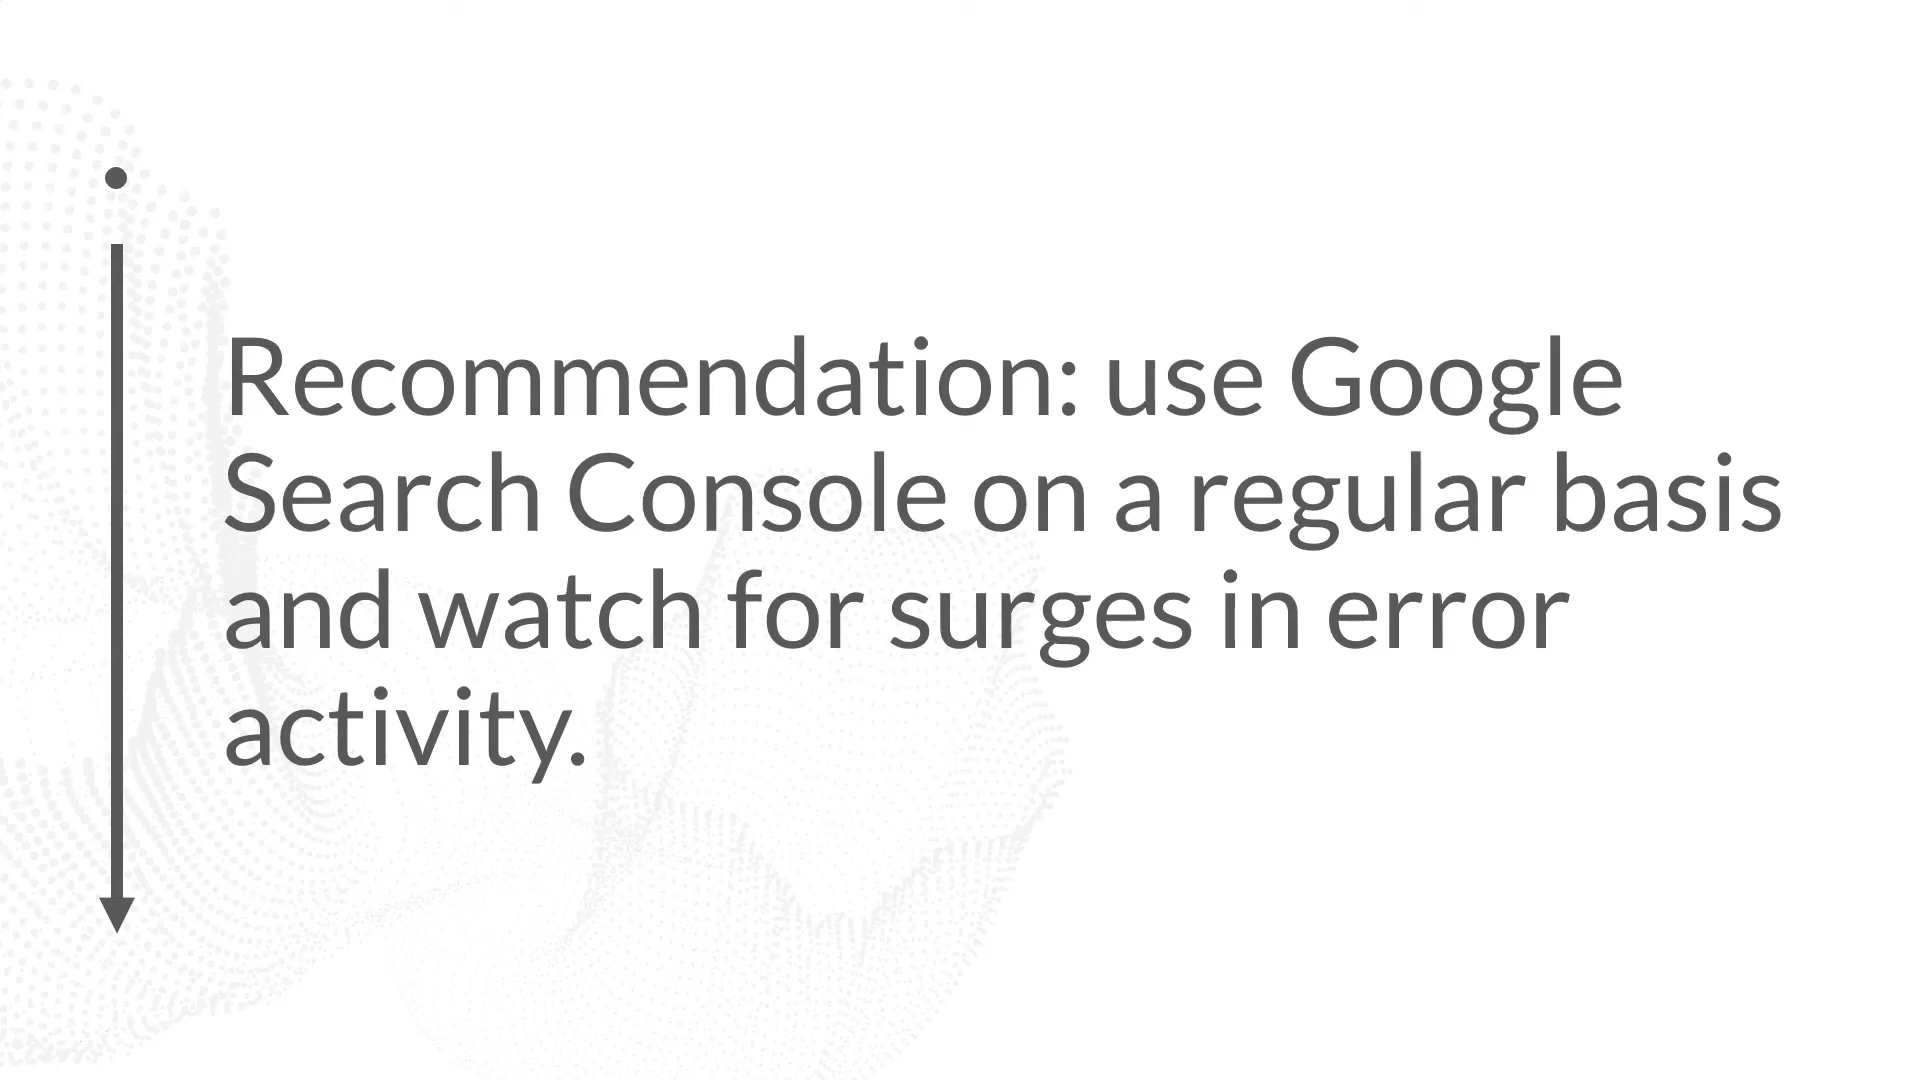 Recommendation: use Google
Search Console on a regular basis
and watch for surges in error
activity.